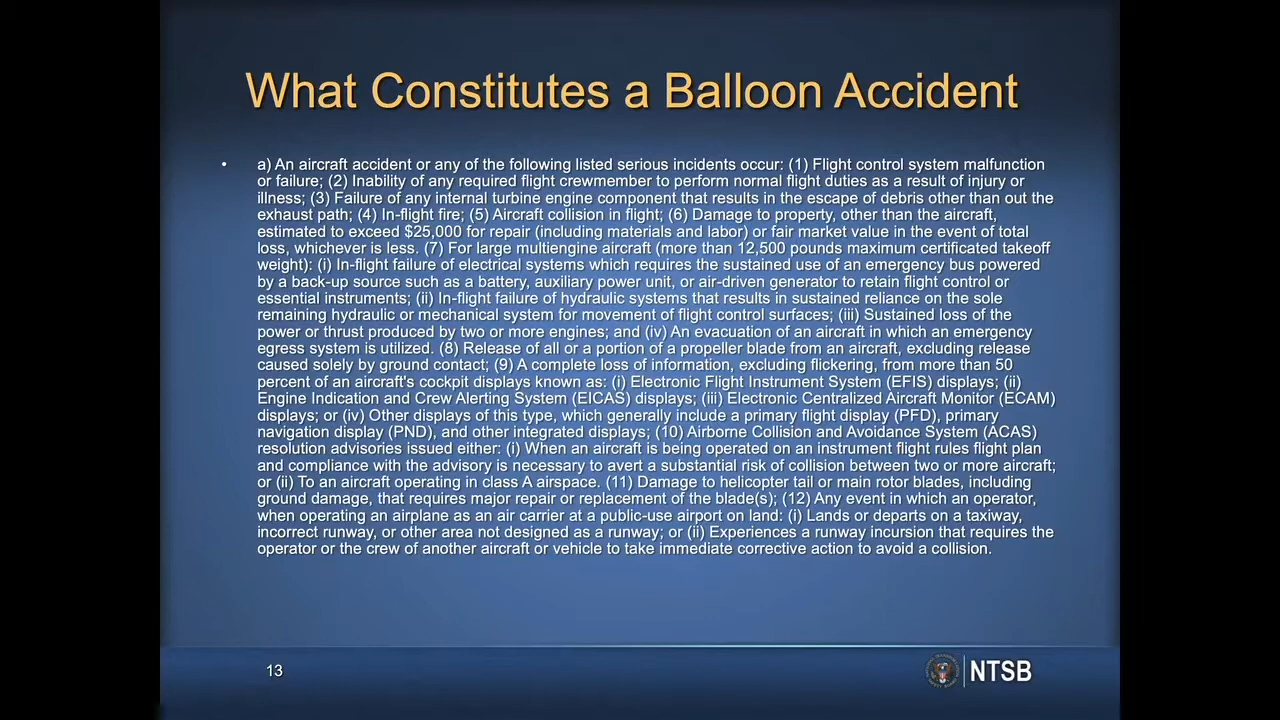 What Constitutes a Balloon Accident
• a) An aircraft accident or any of the following listed serious incidents occur: (1) Flight control system malfunction
or failure; (2) Inability of any required flight crewmember to perform normal flight duties as a result of injury or
illness; (3) Failure of any internal turbine engine component that results in the escape of debris other than out the
exhaust path; (4) In-flight fire; (5) Aircraft collision in flight; (6) Damage to property, other than the aircraft,
estimated to exceed $25,000 for repair (including materials and labor) or fair market value in the event of total
loss, whichever is less. (7) For large multiengine aircraft (more than 12,500 pounds maximum certificated takeoff
weight): (i) In-flight failure of electrical systems which requires the sustained use of an emergency bus powered
by a back-up source such as a battery, auxiliary power unit, or air-driven generator to retain flight control or
essential instruments; (ii) In-flight failure of hydraulic systems that results in sustained reliance on the sole
remaining hydraulic or mechanical system for movement of flight control surfaces; (iii) Sustained loss of the
power or thrust produced by two or more engines; and (iv) An evacuation of an aircraft in which an emergency
egress system is utilized. (8) Release of all or a portion of a propeller blade from an aircraft, excluding release
caused solely by ground contact; (9) A complete loss of information, excluding flickering, from more than 50
percent of an aircraft's cockpit displays known as: (i) Electronic Flight Instrument System (EFIS) displays; (ii)
Engine Indication and Crew Alerting System (EICAS) displays; (iii) Electronic Centralized Aircraft Monitor (ECAM)
displays; or (iv) Other displays of this type, which generally include a primary flight display (PFD), primary
navigation display (PND), and other integrated displays; (10) Airborne Collision and Avoidance System (ACAS)
resolution advisories issued either: (i) When an aircraft is being operated on an instrument flight rules flight plan
and compliance with the advisory is necessary to avert a substantial risk of collision between two or more aircraft;
or (ii) To an aircraft operating in class A airspace. (11) Damage to helicopter tail or main rotor blades, including
ground damage, that requires major repair or replacement of the blade(s); (12) Any event in which an operator,
when operating an airplane as an air carrier at a public-use airport on land: (i) Lands or departs on a taxiway,
incorrect runway, or other area not designed as a runway; or (ii) Experiences a runway incursion that requires the
operator or the crew of another aircraft or vehicle to take immediate corrective action to avoid a collision.
13
NTSB